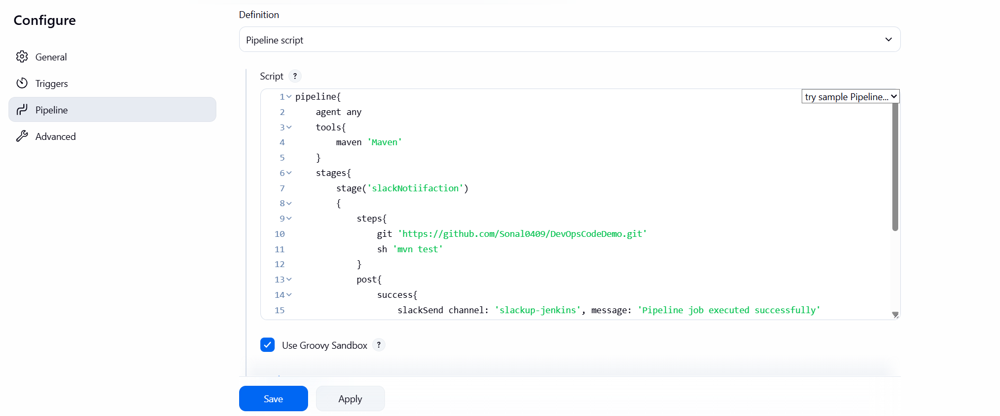 Configure
General
Triggers
Pipeline
Advanced
Definition
Pipeline script
Script ?
try sample Pipeline...
1 pipeline{
2     agent any
3     tools{
4         maven 'Maven'
5     }
6     stages{
7         stage('slackNotiifaction')
8         {
9             steps{
10                 git 'https://github.com/Sonal0409/DevOpsCodeDemo.git'
11                 sh 'mvn test'
12             }
13             post{
14                 success{
15                     slackSend channel: 'slackup-jenkins', message: 'Pipeline job executed successfully'
Use Groovy Sandbox ?
Save
Apply